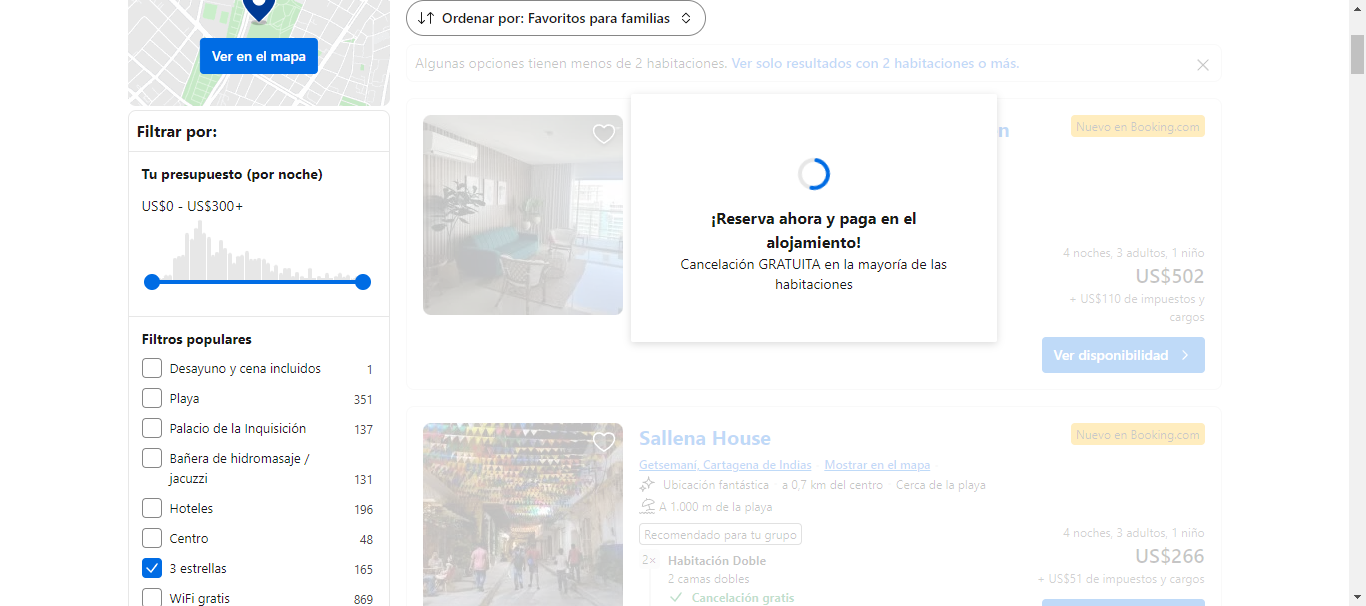 Ver en el mapa
Filtrar por:
Tu presupuesto (por noche)
US$0 - US$300+
Filtros populares
Desayuno y cena incluidos 1
Playa 351
Palacio de la Inquisición 137
Bañera de hidromasaje /
jacuzzi 131
Hoteles 196
Centro 48
3 estrellas 165
WiFi gratis 869
Ordenar por: Favoritos para familias
Algunas opciones tienen menos de 2 habitaciones. Ver solo resultados con 2 habitaciones o más.
Nuevo en Booking.com
¡Reserva ahora y paga en el
alojamiento!
Cancelación GRATUITA en la mayoría de las
habitaciones
4 noches, 3 adultos, 1 niño
US$502
+ US$110 de impuestos y
cargos
Ver disponibilidad
Sallena House
Nuevo en Booking.com
Getsemaní, Cartagena de Indias Mostrar en el mapa
Ubicación fantástica a 0,7 km del centro Cerca de la playa
A 1.000 m de la playa
Recomendado para tu grupo
2× Habitación Doble
2 camas dobles
Cancelación gratis
4 noches, 3 adultos, 1 niño
US$266
+ US$51 de impuestos y cargos